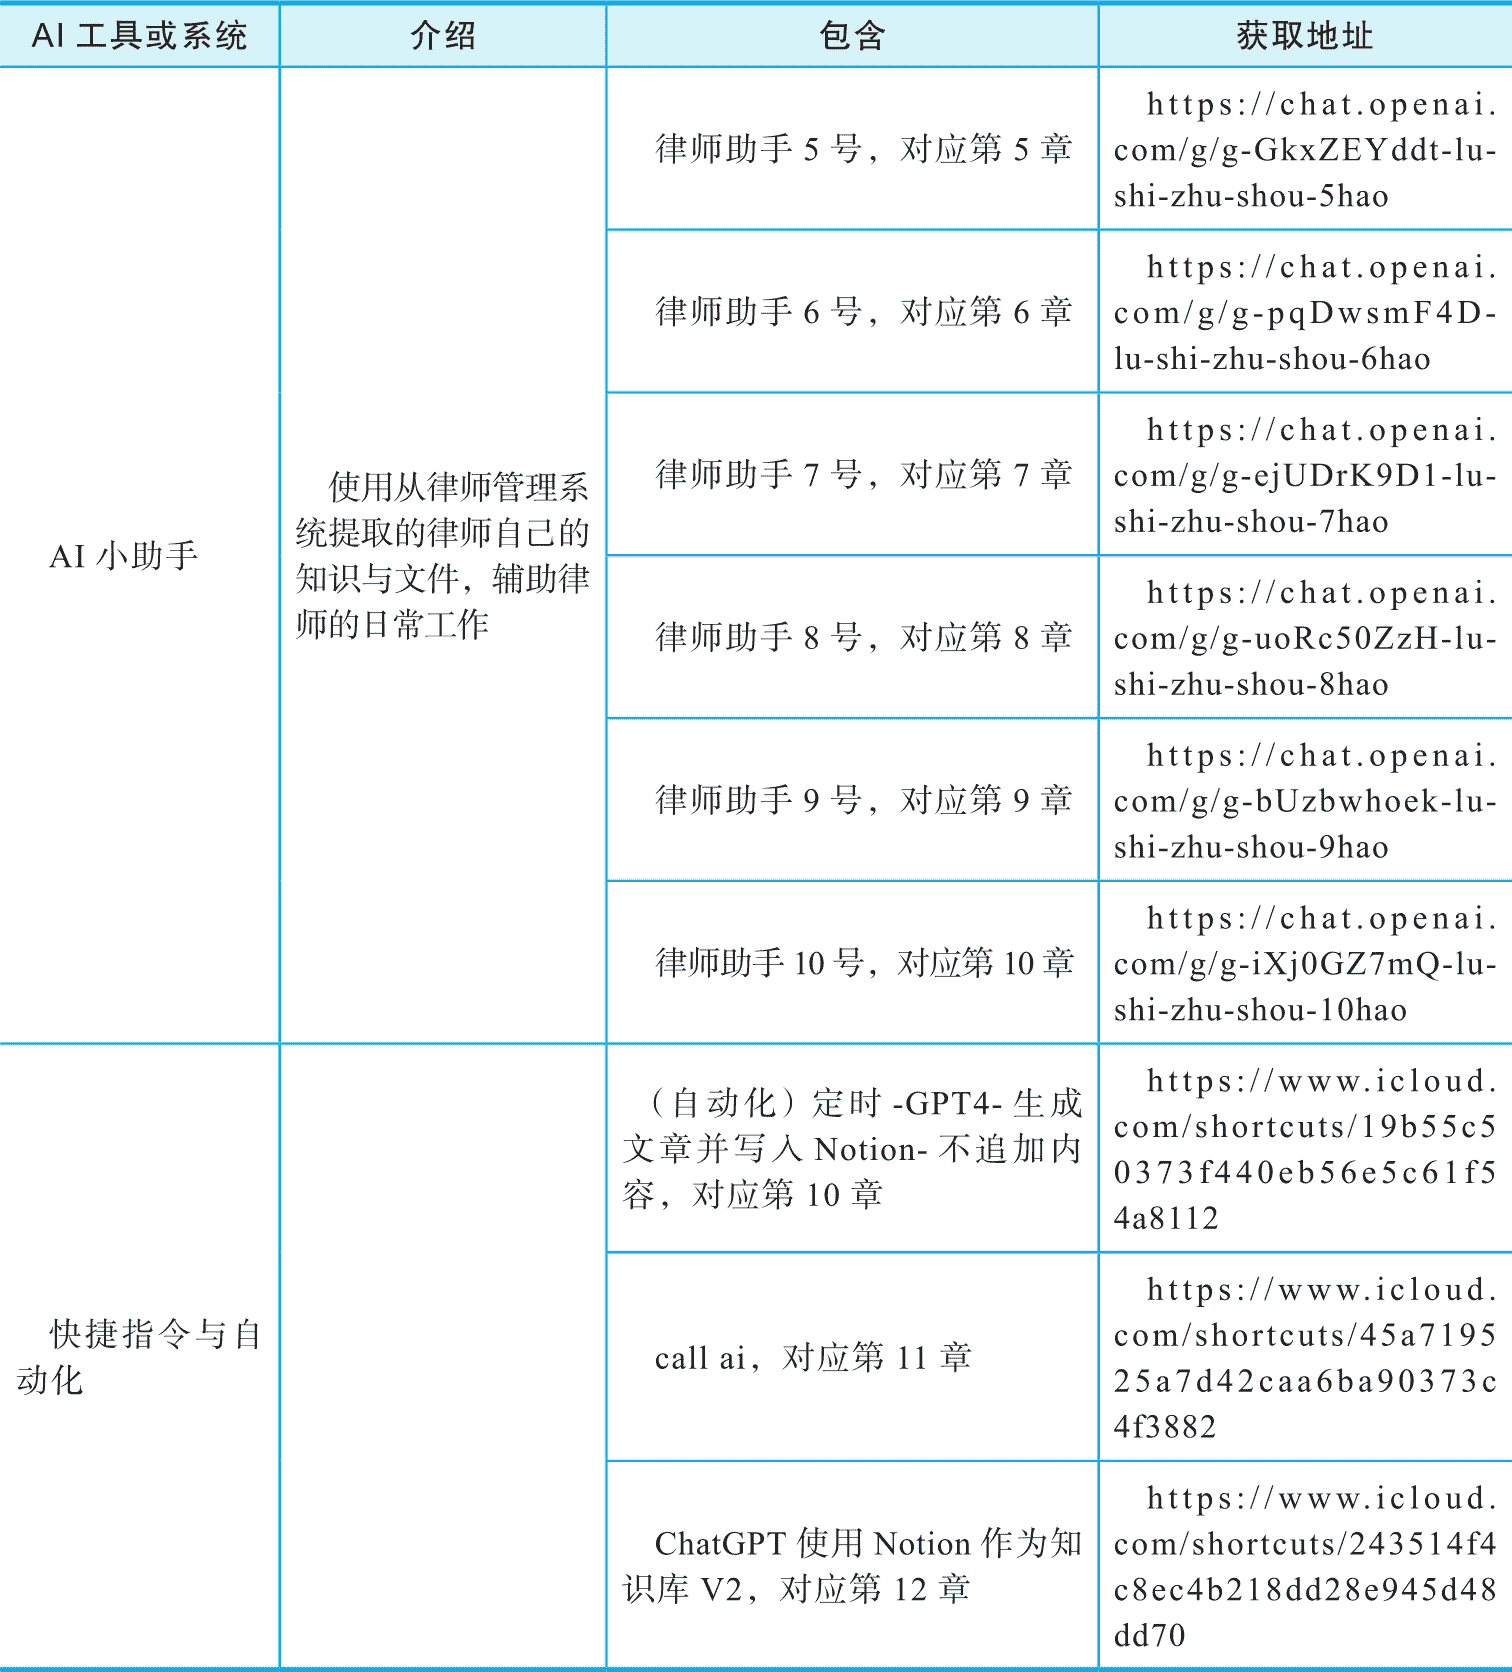 AI 工具或系统
介绍
包含
获取地址
AI 小助手
使用从律师管理系
统提取的律师自己的
知识与文件，辅助律
师的日常工作
律师助手 5 号，对应第 5 章
https://chat.openai.
com/g/g-GkxZEYddt-lu-
shi-zhu-shou-5hao
律师助手 6 号，对应第 6 章
https://chat.openai.
com/g/g-pqDwsmF4D-
lu-shi-zhu-shou-6hao
律师助手 7 号，对应第 7 章
https://chat.openai.
com/g/g-ejUDrK9D1-lu-
shi-zhu-shou-7hao
律师助手 8 号，对应第 8 章
https://chat.openai.
com/g/g-uoRc50ZzH-lu-
shi-zhu-shou-8hao
律师助手 9 号，对应第 9 章
https://chat.openai.
com/g/g-bUzbwhoek-lu-
shi-zhu-shou-9hao
律师助手 10 号，对应第 10 章
https://chat.openai.
com/g/g-iXj0GZ7mQ-lu-
shi-zhu-shou-10hao
快捷指令与自
动化
（自动化）定时 -GPT4- 生成
文章并写入 Notion- 不追加内
容，对应第 10 章
https://www.icloud.
com/shortcuts/19b55c5
0373f440eb56e5c61f5
4a8112
call ai，对应第 11 章
https://www.icloud.
com/shortcuts/45a7195
25a7d42caa6ba90373c
4f3882
ChatGPT 使用 Notion 作为知
识库 V2，对应第 12 章
https://www.icloud.
com/shortcuts/243514f4
c8ec4b218dd28e945d48
dd70